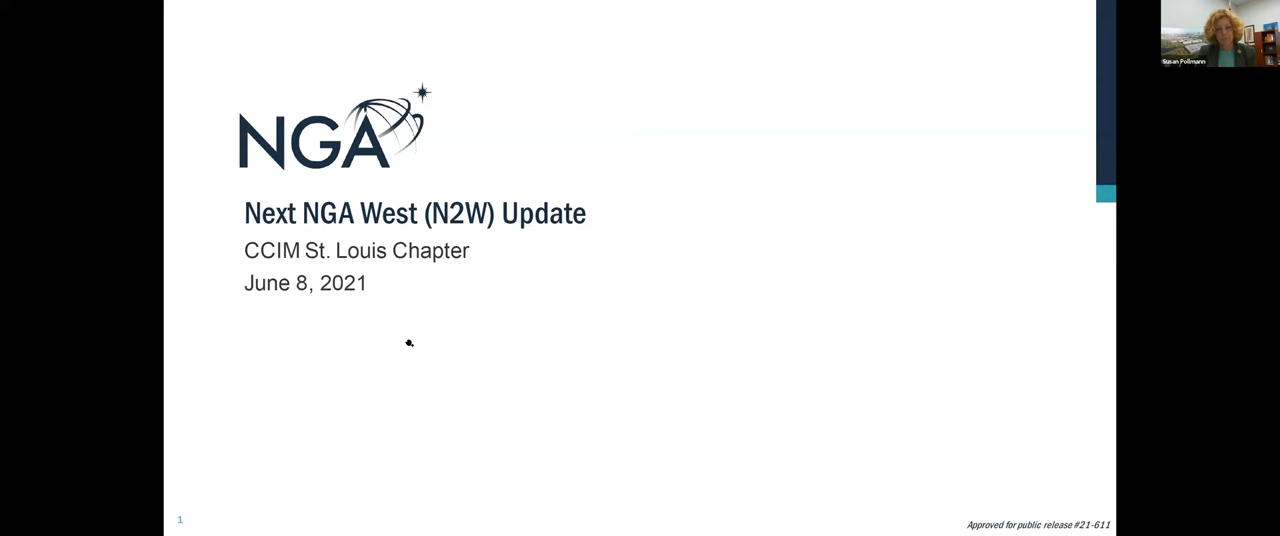 Susan Pollmann
NGA
Next NGA West (N2W) Update
CCIM St. Louis Chapter
June 8, 2021
1
Approved for public release #21-611